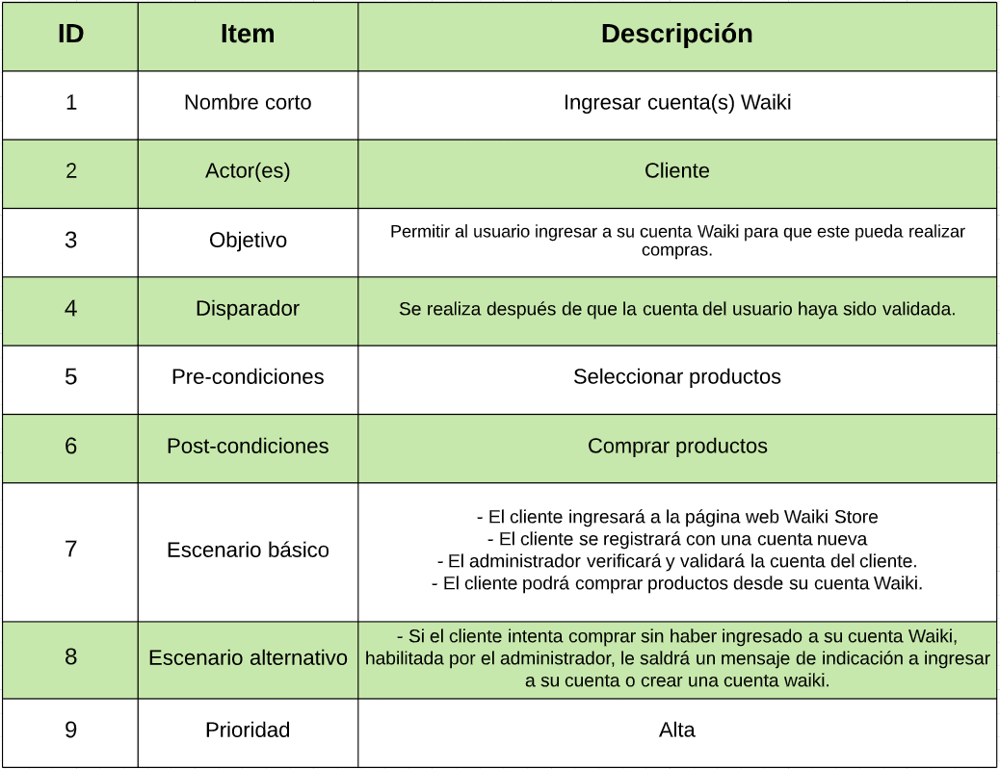 ID Item Descripción
1 Nombre corto Ingresar cuenta(s) Waiki
2 Actor(es) Cliente
3 Objetivo Permitir al usuario ingresar a su cuenta Waiki para que este pueda realizar
compras.
4 Disparador Se realiza después de que la cuenta del usuario haya sido validada.
5 Pre-condiciones Seleccionar productos
6 Post-condiciones Comprar productos
7 Escenario básico
- El cliente ingresará a la página web Waiki Store
- El cliente se registrará con una cuenta nueva
- El administrador verificará y validará la cuenta del cliente.
- El cliente podrá comprar productos desde su cuenta Waiki.
8 Escenario alternativo
- Si el cliente intenta comprar sin haber ingresado a su cuenta Waiki,
habilitada por el administrador, le saldrá un mensaje de indicación a ingresar
a su cuenta o crear una cuenta waiki.
9 Prioridad Alta